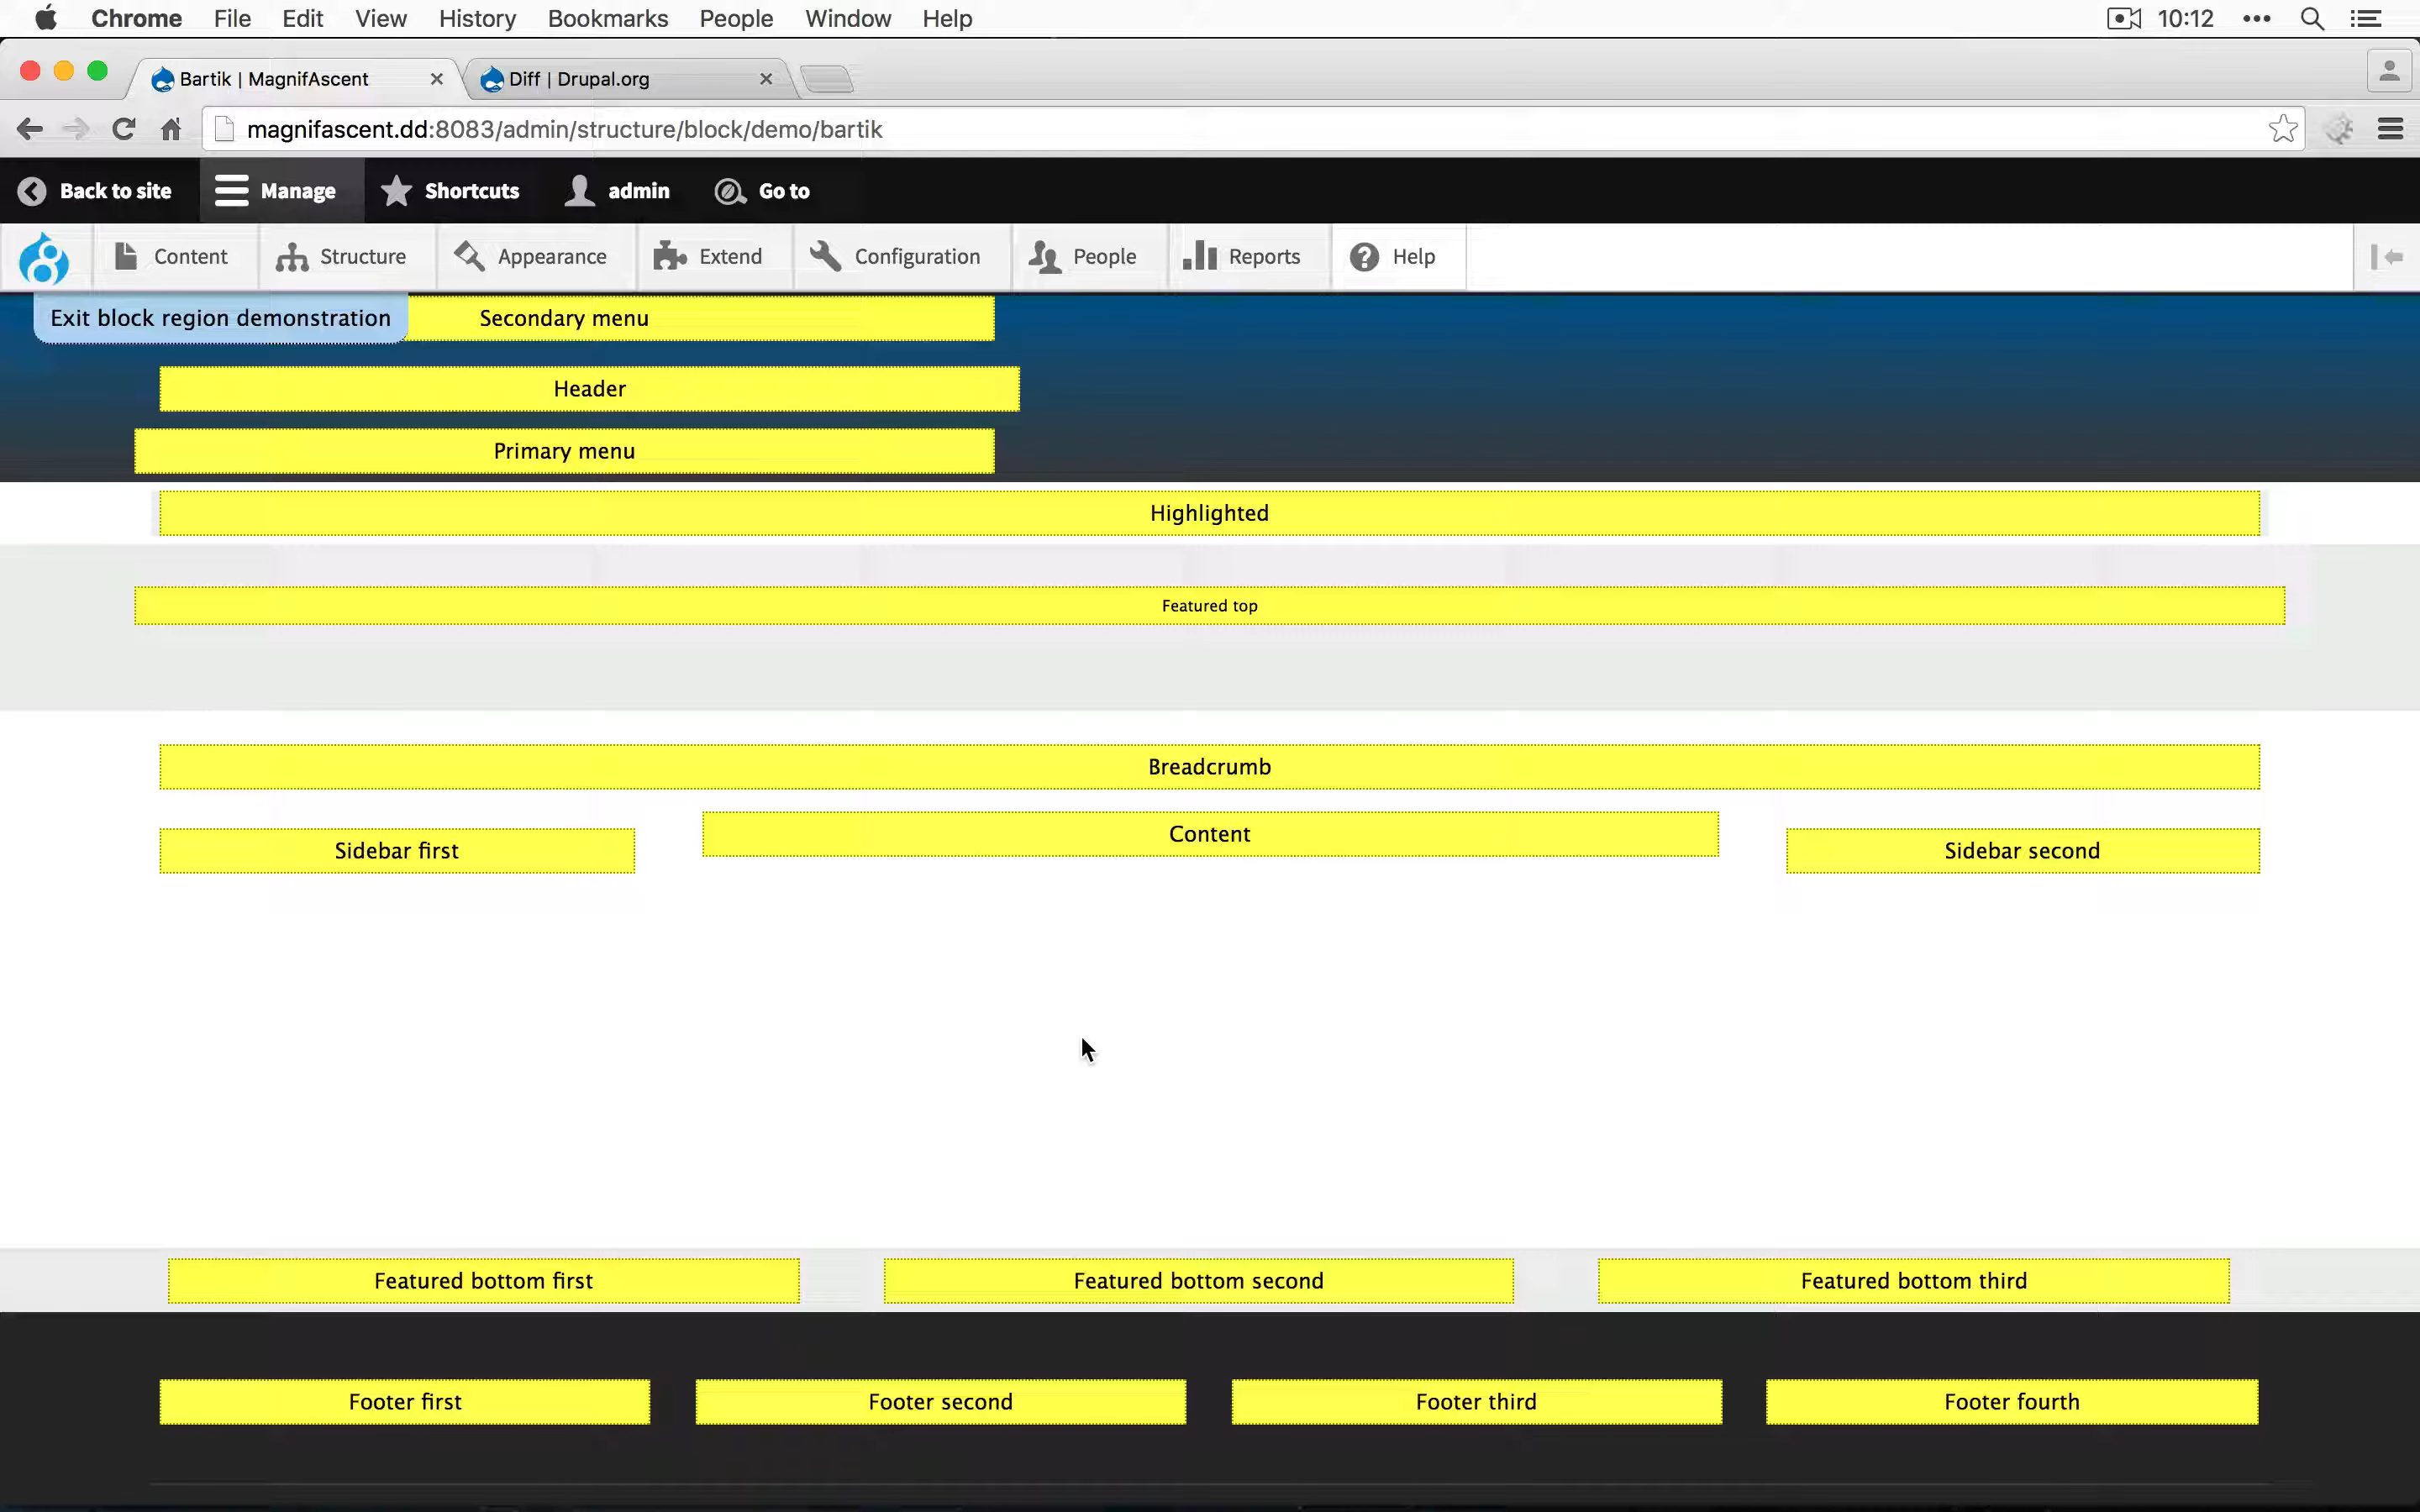 Chrome File Edit View History Bookmarks People Window Help 10:12
Bartik | MagnifAscent Diff | Drupal.org
magnifascent.dd:8083/admin/structure/block/demo/bartik
Back to site Manage Shortcuts admin Go to
Content Structure Appearance Extend Configuration People Reports Help
Exit block region demonstration Secondary menu
Header
Primary menu
Highlighted
Featured top
Breadcrumb
Sidebar first Content Sidebar second
Featured bottom first Featured bottom second Featured bottom third
Footer first Footer second Footer third Footer fourth